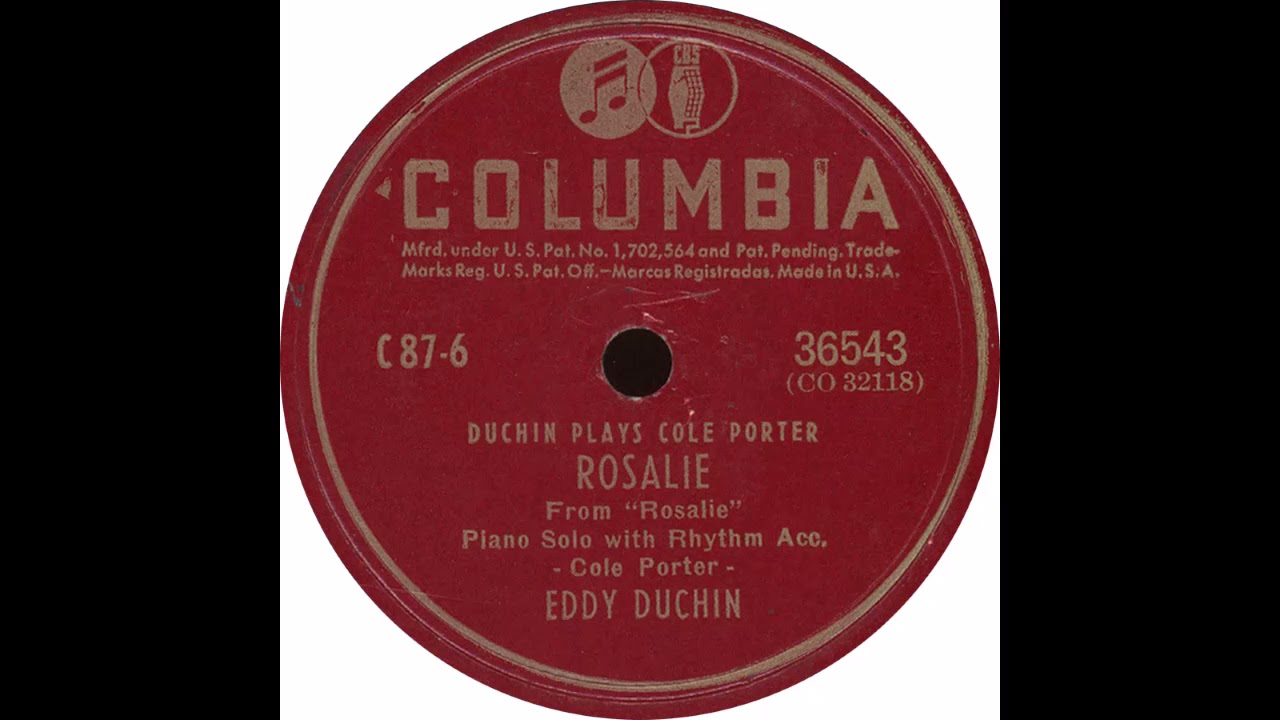 CBS
COLUMBIA
Mfrd. under U. S. Pat. No. 1,702,564 and Pat. Pending. Trade-
Marks Reg. U. S. Pat. Off.—Marcas Registradas. Made in U. S. A.
C 87-6
36543
(CO 32118)
DUCHIN PLAYS COLE PORTER
ROSALIE
From “Rosalie”
Piano Solo with Rhythm Acc.
- Cole Porter -
EDDY DUCHIN